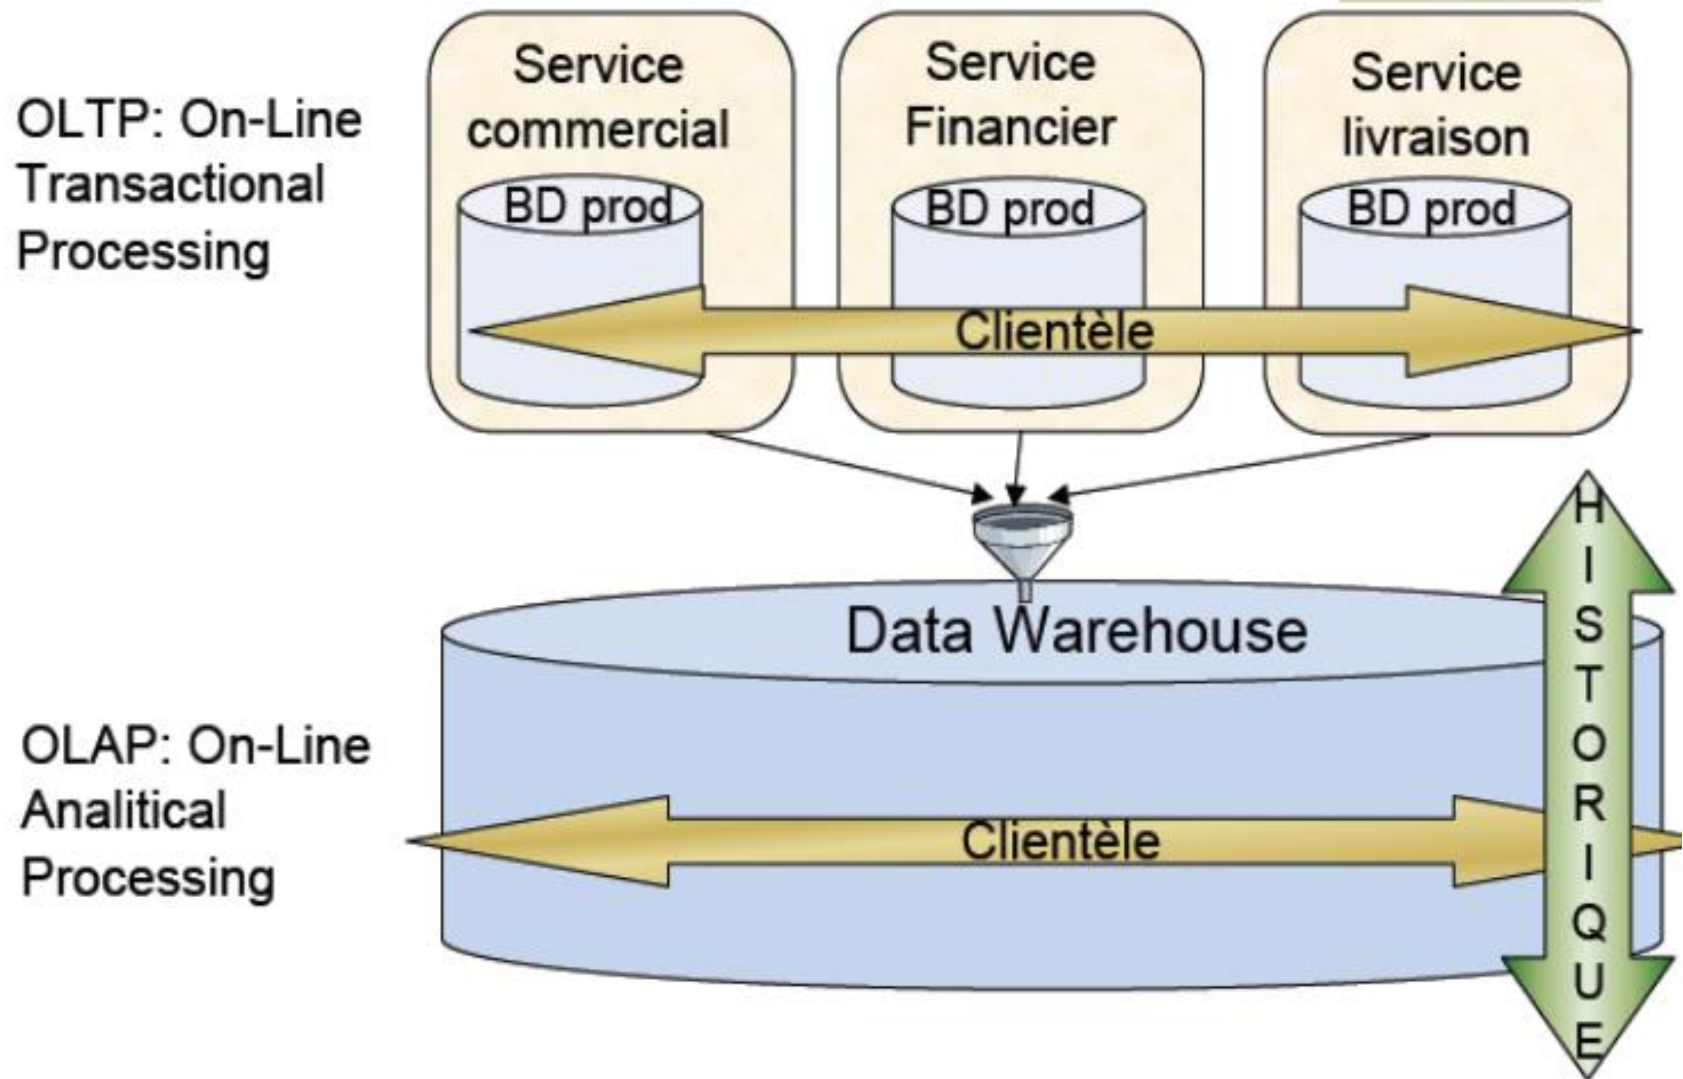 OLTP: On-Line
Transactional
Processing
Service
commercial
BD prod
Service
Financier
BD prod
Service
livraison
BD prod
Clientèle
Data Warehouse
OLAP: On-Line
Analitical
Processing
Clientèle
HISTORIQUE